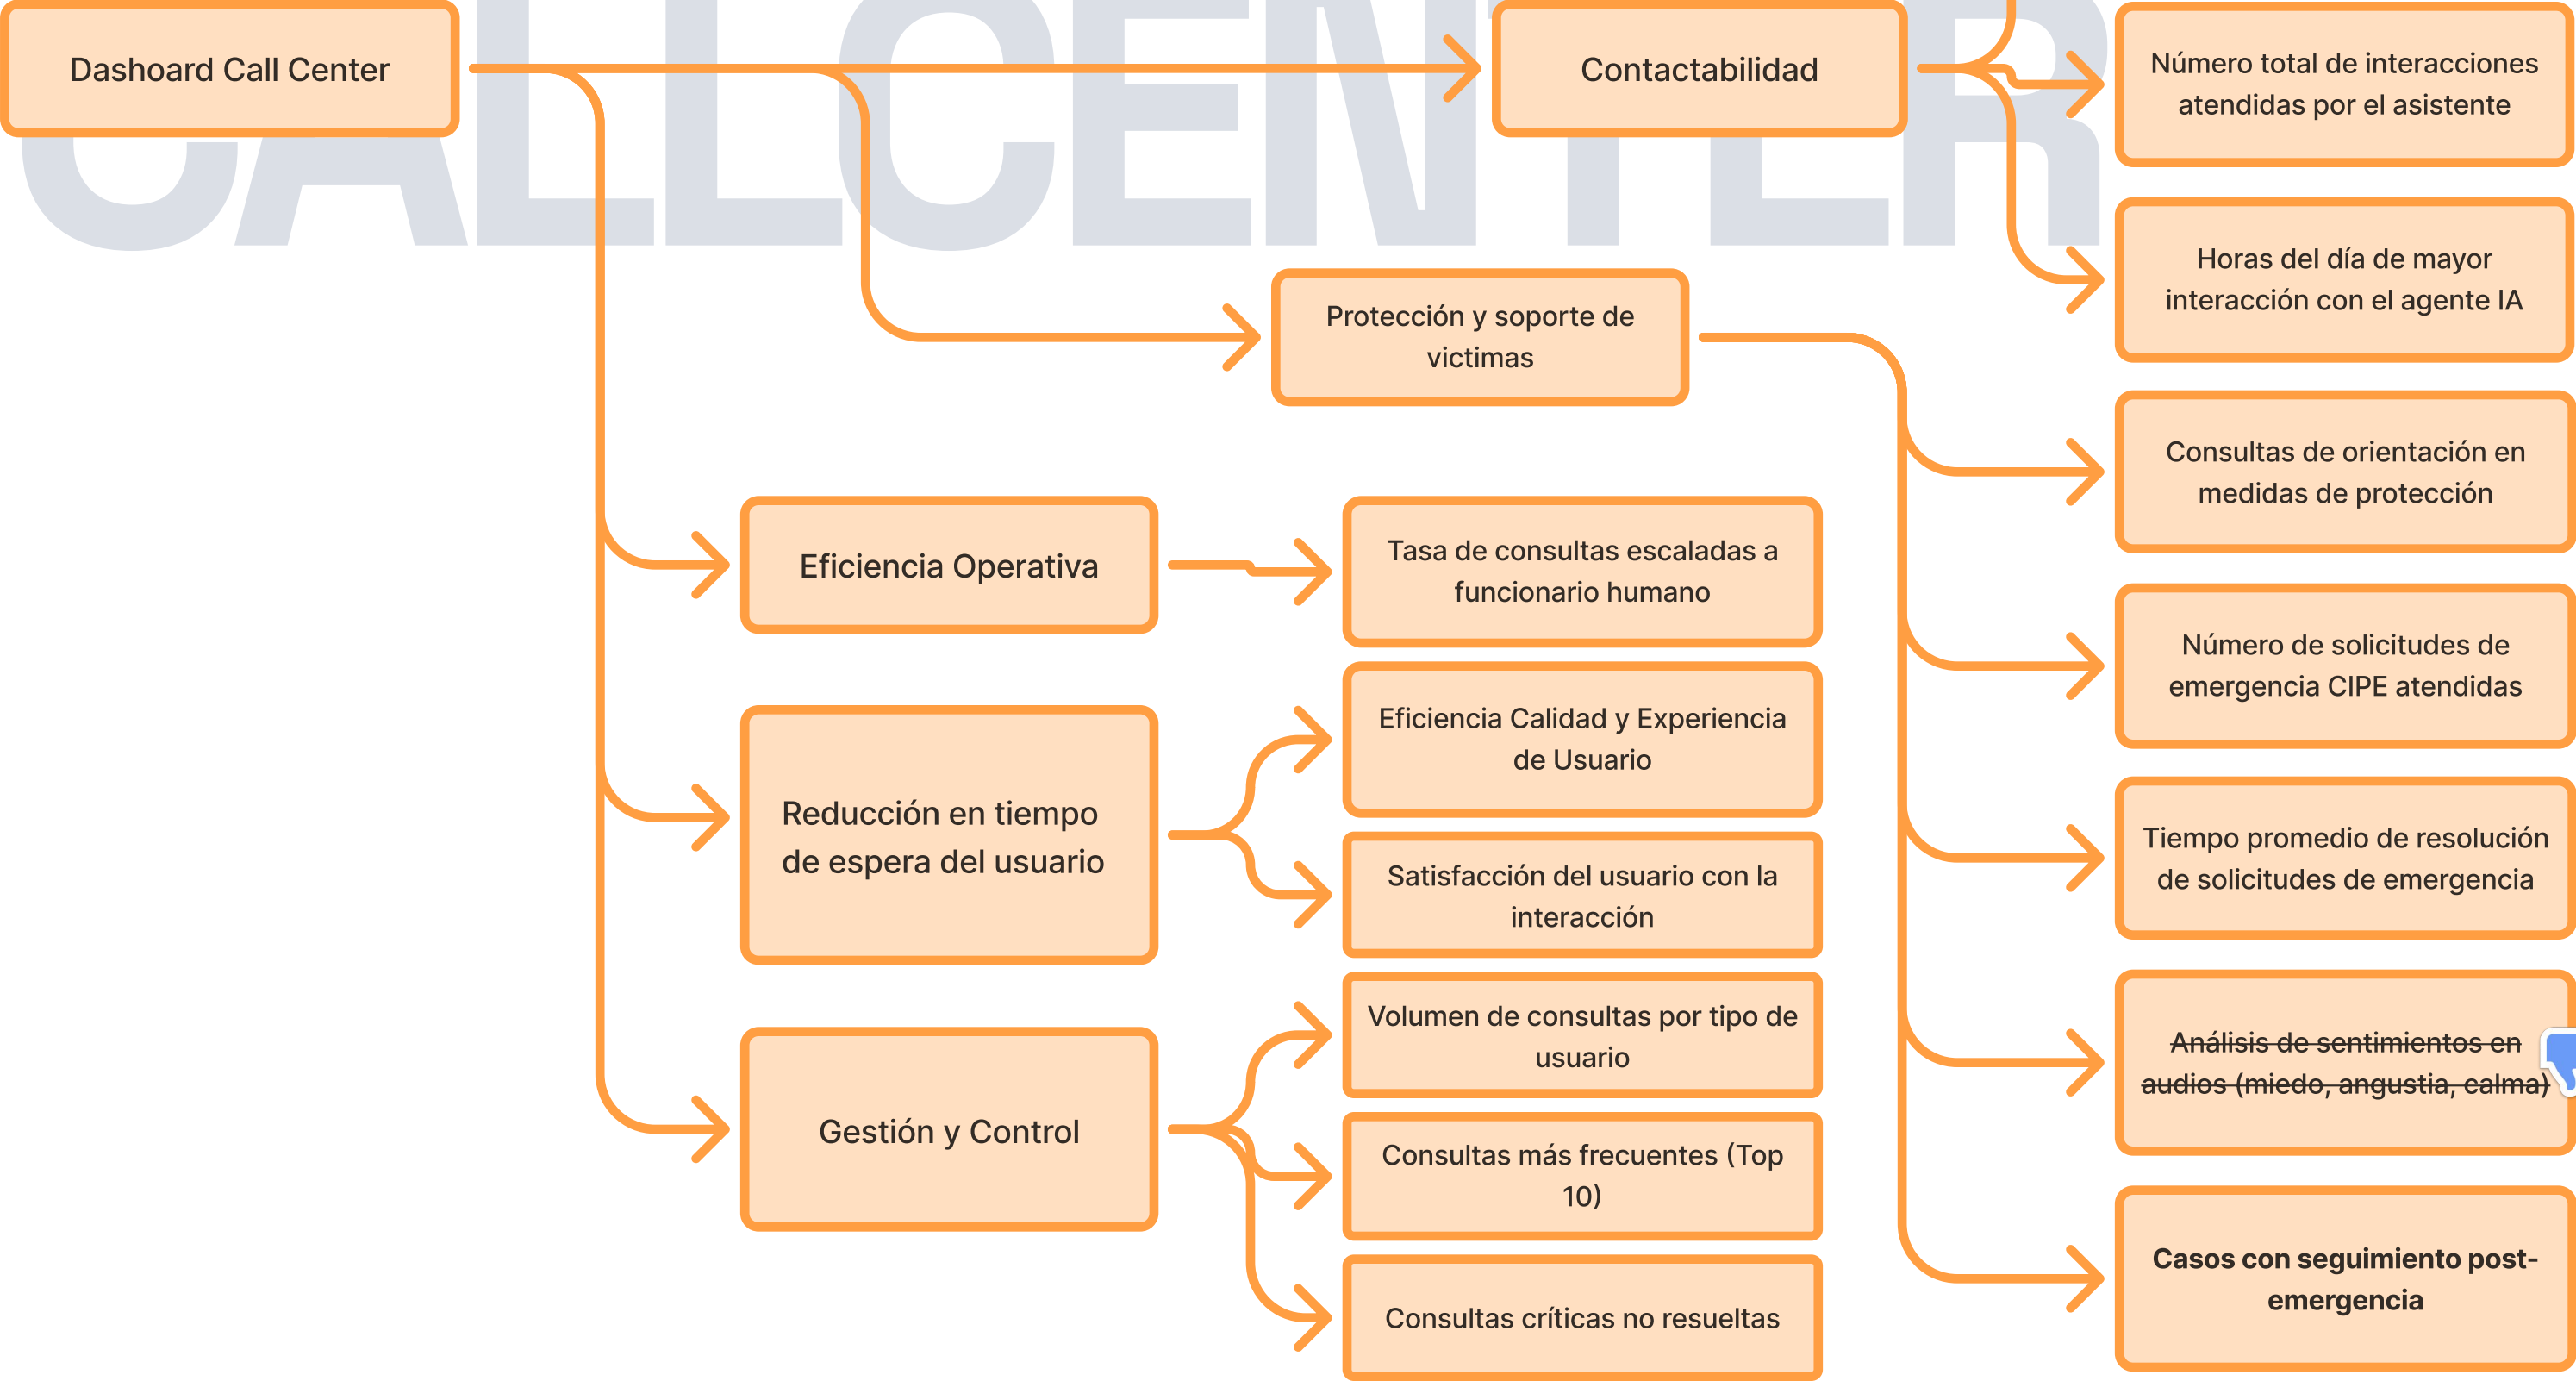 CALLCENTER
Dashoard Call Center
Contactabilidad
Número total de interacciones
atendidas por el asistente
Horas del día de mayor
interacción con el agente IA
Protección y soporte de
victimas
Consultas de orientación en
medidas de protección
Número de solicitudes de
emergencia CIPE atendidas
Tiempo promedio de resolución
de solicitudes de emergencia
Análisis de sentimientos en
audios (miedo, angustia, calma)
Casos con seguimiento post-
emergencia
Eficiencia Operativa
Tasa de consultas escaladas a
funcionario humano
Reducción en tiempo
de espera del usuario
Eficiencia Calidad y Experiencia
de Usuario
Satisfacción del usuario con la
interacción
Gestión y Control
Volumen de consultas por tipo de
usuario
Consultas más frecuentes (Top
10)
Consultas críticas no resueltas